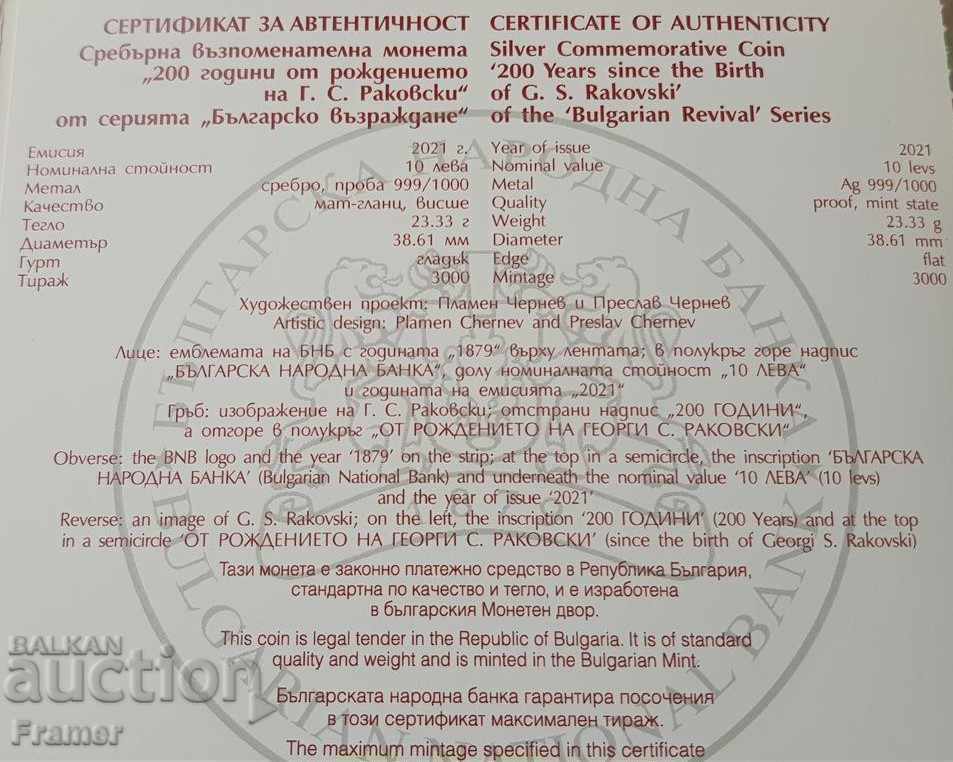 СЕРТИФИКАТ ЗА АВТЕНТИЧНОСТ
Сребърна възпоменателна монета
„200 години от рождението
на Г. С. Раковски“
от серията „Българско възраждане“
CERTIFICATE OF AUTHENTICITY
Silver Commemorative Coin
‘200 Years since the Birth
of G. S. Rakovski’
of the ‘Bulgarian Revival’ Series
Емисия 2021 г.
Номинална стойност 10 лева
Метал сребро, проба 999/1000
Качество мат-гланц, висше
Тегло 23.33 г
Диаметър 38.61 мм
Гурт гладък
Тираж 3000
Year of issue 2021
Nominal value 10 levs
Metal Ag 999/1000
Quality proof, mint state
Weight 23.33 g
Diameter 38.61 mm
Edge flat
Mintage 3000
Художествен проект: Пламен Чернев и Преслав Чернев
Artistic design: Plamen Chernev and Preslav Chernev
Лице: емблемата на БНБ с годината „1879“ върху лентата; в полукръг горе надпис
„БЪЛГАРСКА НАРОДНА БАНКА“, долу номиналната стойност „10 ЛЕВА“
и годината на емисията „2021“
Гръб: изображение на Г. С. Раковски; отстрани надпис „200 ГОДИНИ“,
а отгоре в полукръг „ОТ РОЖДЕНИЕТО НА ГЕОРГИ С. РАКОВСКИ“
Obverse: the BNB logo and the year ‘1879’ on the strip; at the top in a semicircle, the inscription ‘БЪЛГАРСКА
НАРОДНА БАНКА’ (Bulgarian National Bank) and underneath the nominal value ‘10 ЛЕВА’ (10 levs)
and the year of issue ‘2021’
Reverse: an image of G. S. Rakovski; on the left, the inscription ‘200 ГОДИНИ’ (200 Years) and at the top
in a semicircle ‘ОТ РОЖДЕНИЕТО НА ГЕОРГИ С. РАКОВСКИ’ (since the birth of Georgi S. Rakovski)
Тази монета е законно платежно средство в Република България,
стандартна по качество и тегло, и е изработена
в българския Монетен двор.
This coin is legal tender in the Republic of Bulgaria. It is of standard
quality and weight and is minted in the Bulgarian Mint.
Българската народна банка гарантира посочения
в този сертификат максимален тираж.
The maximum mintage specified in this certificate
БЪЛГАРСКА НАРОДНА БАНКА
BULGARIAN NATIONAL BANK
1879
BALKAN
auction
Framer